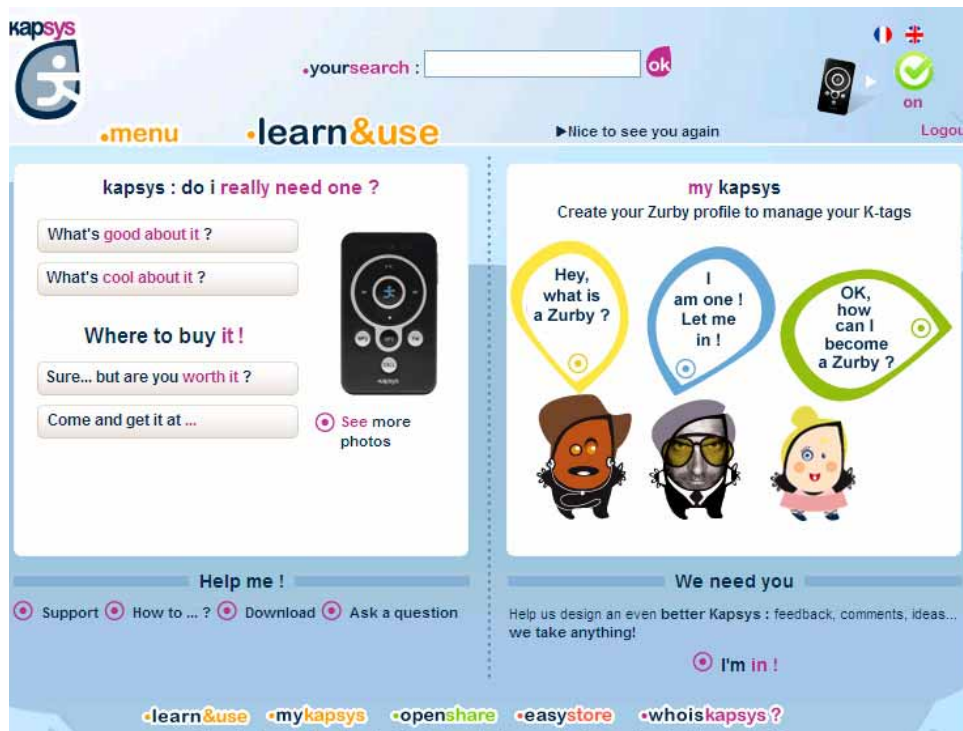 kapsys
.yoursearch :
ok
on
.menu
.learn&use
▶Nice to see you again
Logou
kapsys : do i really need one ?
What's good about it ?
What's cool about it ?
Where to buy it !
Sure... but are you worth it ?
Come and get it at ...
kapsys
See more
photos
my kapsys
Create your Zurby profile to manage your K-tags
Hey,
what is
a Zurby ?
I
am one !
Let me
in !
OK,
how
can I
become
a Zurby ?
Help me !
Support How to ... ? Download Ask a question
We need you
Help us design an even better Kapsys : feedback, comments, ideas...
we take anything!
I'm in !
•learn&use •mykapsys •openshare •easystore •whoiskapsys ?